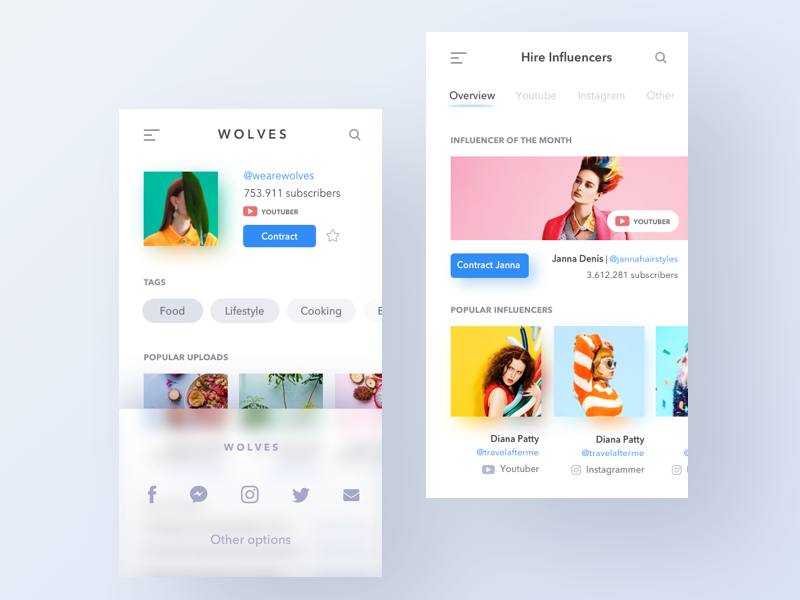 WOLVES
@wearewolves
753.911 subscribers
YOUTUBER
Contract
TAGS
Food Lifestyle Cooking
POPULAR UPLOADS
WOLVES
Other options
Hire Influencers
Overview Youtube Instagram Other
INFLUENCER OF THE MONTH
YOUTUBER
Contract Janna
Janna Denis | @jannahairstyles
3.612.281 subscribers
POPULAR INFLUENCERS
Diana Patty
@travelafterme
Youtuber
Diana Patty
@travelafterme
Instagrammer